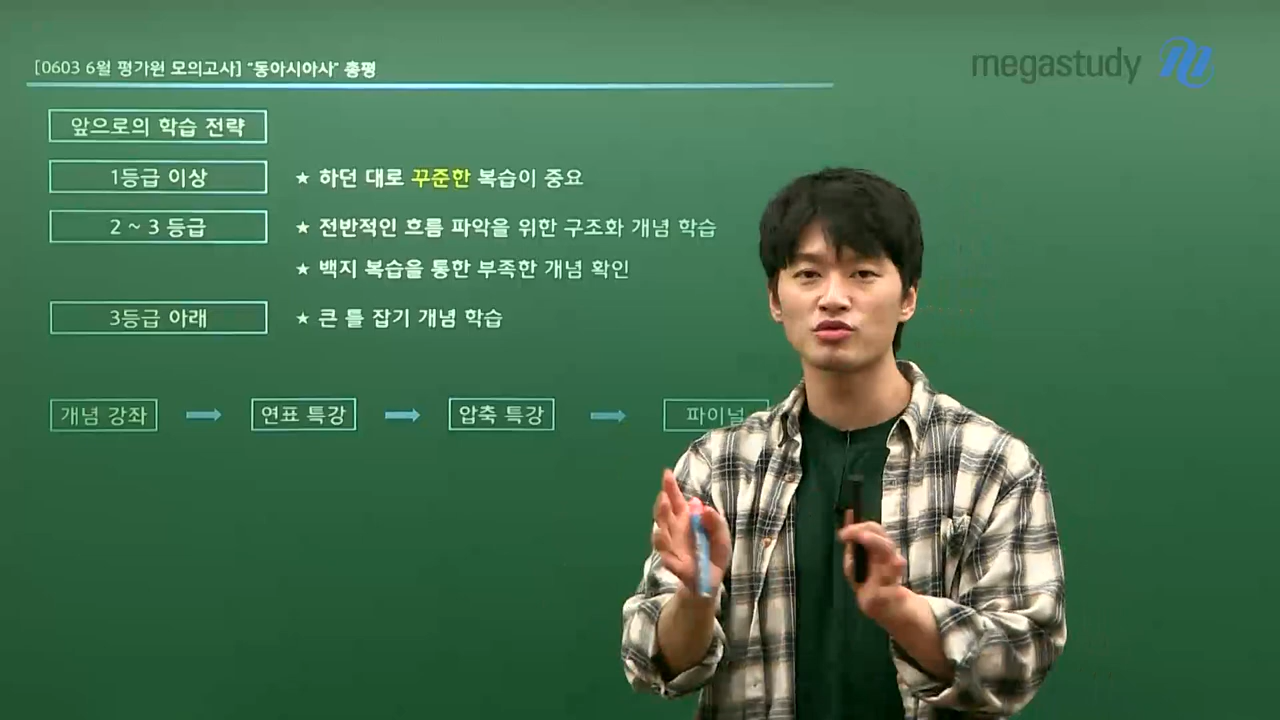 [0603 6월 평가원 모의고사] "동아시아사" 총평
megastudy
앞으로의 학습 전략
1등급 이상
★ 하던 대로 꾸준한 복습이 중요
2 ~ 3 등급
★ 전반적인 흐름 파악을 위한 구조화 개념 학습
★ 백지 복습을 통한 부족한 개념 확인
3등급 아래
★ 큰 틀 잡기 개념 학습
개념 강좌 → 연표 특강 → 압축 특강 → 파이널